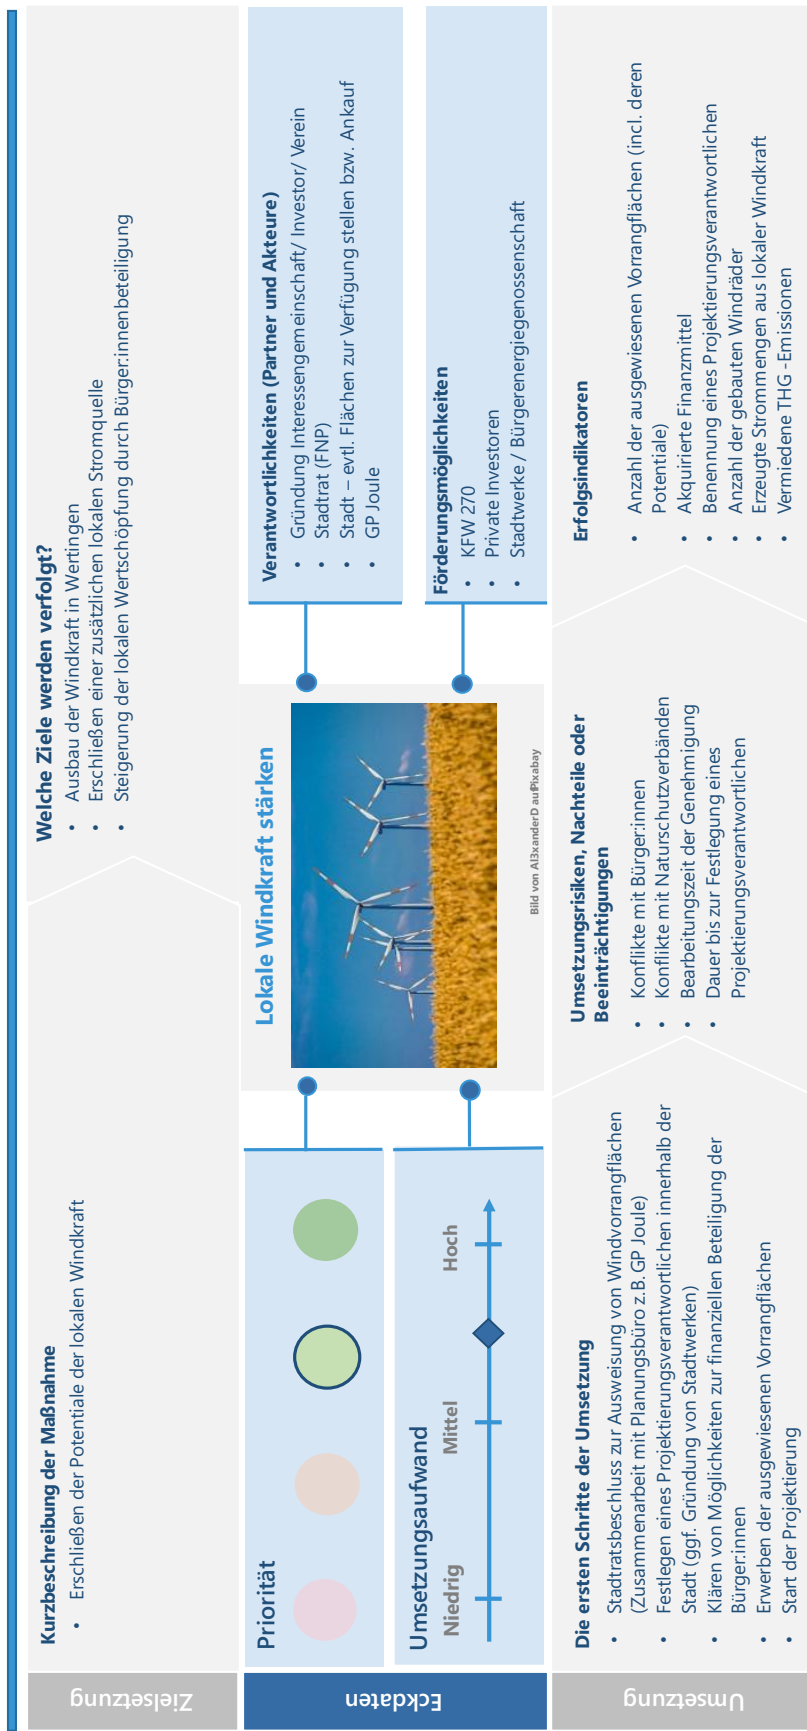 Zielsetzung
Kurzbeschreibung der Maßnahme
• Erschließen der Potentiale der lokalen Windkraft
Welche Ziele werden verfolgt?
• Ausbau der Windkraft in Wertingen
• Erschließen einer zusätzlichen lokalen Stromquelle
• Steigerung der lokalen Wertschöpfung durch Bürger:innenbeteiligung
Eckdaten
Priorität
Umsetzungsaufwand
Niedrig
Mittel
Hoch
Lokale Windkraft stärken
Bild von Al3xanderD auf Pixabay
Verantwortlichkeiten (Partner und Akteure)
• Gründung Interessengemeinschaft/ Investor/ Verein
• Stadtrat (FNP)
• Stadt – evtl. Flächen zur Verfügung stellen bzw. Ankauf
• GP Joule
Förderungsmöglichkeiten
• KFW 270
• Private Investoren
• Stadtwerke / Bürgerenergiegenossenschaft
Umsetzung
Die ersten Schritte der Umsetzung
• Stadtratsbeschluss zur Ausweisung von Windvorrangflächen
(Zusammenarbeit mit Planungsbüro z.B. GP Joule)
• Festlegen eines Projektierungsverantwortlichen innerhalb der
Stadt (ggf. Gründung von Stadtwerken)
• Klären von Möglichkeiten zur finanziellen Beteiligung der
Bürger:innen
• Erwerben der ausgewiesenen Vorrangflächen
• Start der Projektierung
Umsetzungsrisiken, Nachteile oder
Beeinträchtigungen
• Konflikte mit Bürger:innen
• Konflikte mit Naturschutzverbänden
• Bearbeitungszeit der Genehmigung
• Dauer bis zur Festlegung eines
Projektierungsverantwortlichen
Erfolgsindikatoren
• Anzahl der ausgewiesenen Vorrangflächen (incl. deren
Potentiale)
• Akquirierte Finanzmittel
• Benennung eines Projektierungsverantwortlichen
• Anzahl der gebauten Windräder
• Erzeugte Strommengen aus lokaler Windkraft
• Vermiedene THG -Emissionen